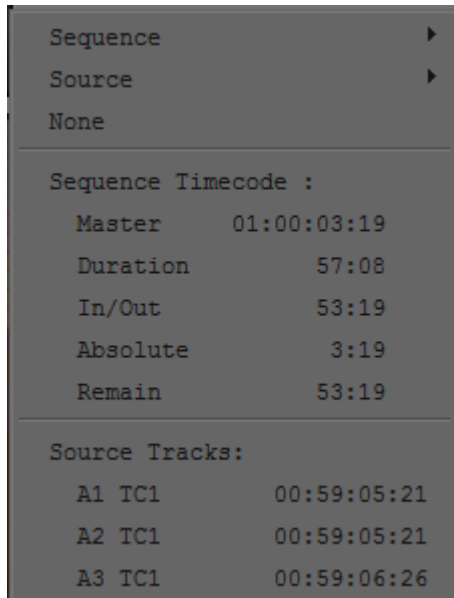 Sequence
Source
None
Sequence Timecode :
Master 01:00:03:19
Duration 57:08
In/Out 53:19
Absolute 3:19
Remain 53:19
Source Tracks:
A1 TC1 00:59:05:21
A2 TC1 00:59:05:21
A3 TC1 00:59:06:26